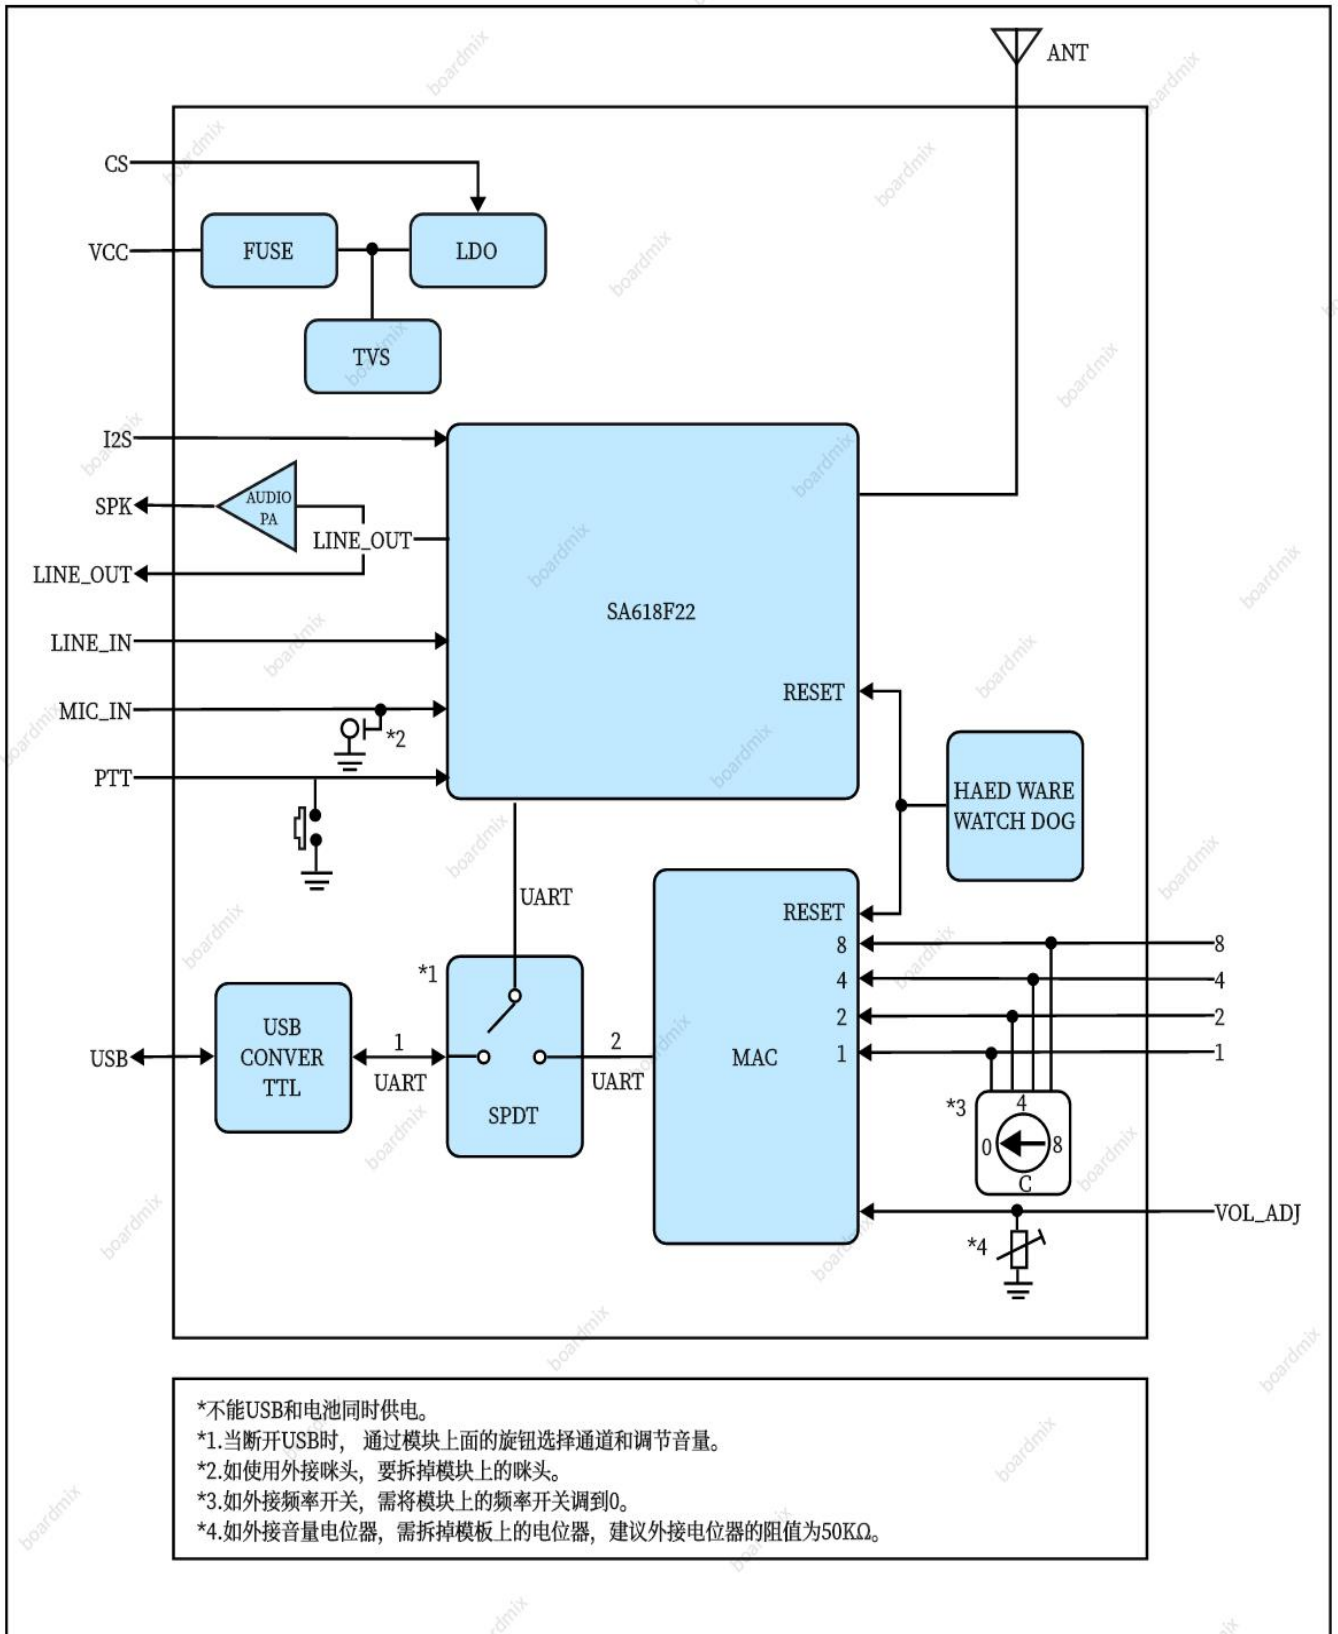 ANT
CS
VCC
FUSE
LDO
TVS
I2S
SPK
AUDIO
PA
LINE_OUT
LINE_OUT
LINE_IN
MIC_IN
*2
PTT
SA618F22
RESET
HAED WARE
WATCH DOG
UART
RESET
8
4
2
1
MAC
8
4
2
1
*1
USB
USB
CONVER
TTL
1
UART
SPDT
2
UART
*3
4
0
8
C
VOL_ADJ
*4
*不能USB和电池同时供电。
*1.当断开USB时， 通过模块上面的旋钮选择通道和调节音量。
*2.如使用外接咪头，要拆掉模块上的咪头。
*3.如外接频率开关，需将模块上的频率开关调到0。
*4.如外接音量电位器，需拆掉模板上的电位器，建议外接电位器的阻值为50KΩ。
boardmix